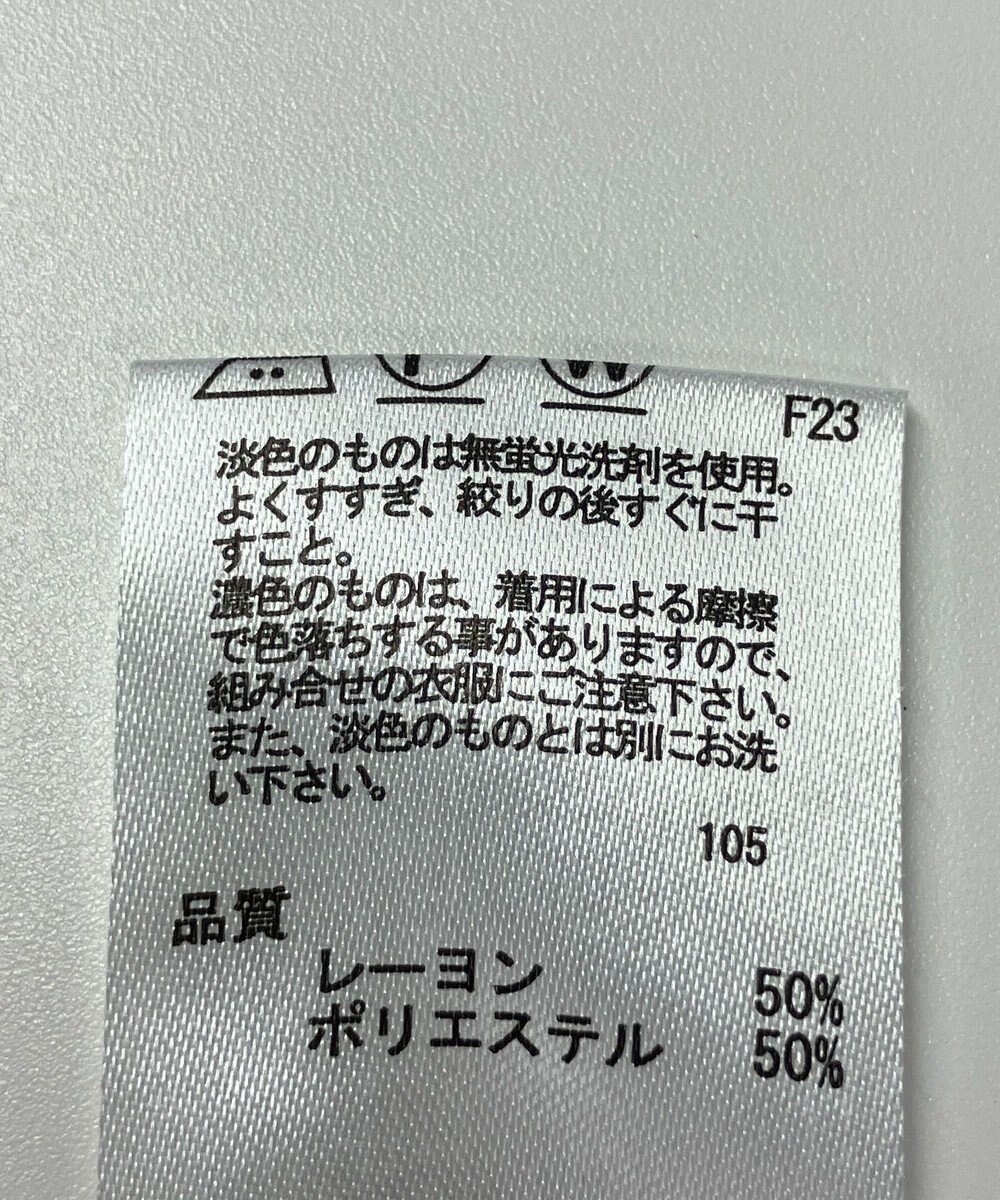 F23
淡色のものは無蛍光洗剤を使用。
よくすすぎ、絞りの後すぐに干
すこと。
濃色のものは、着用による摩擦
で色落ちする事がありますので、
組み合せの衣服にご注意下さい。
また、淡色のものとは別にお洗
い下さい。
105
品質
レーヨン 50%
ポリエステル 50%